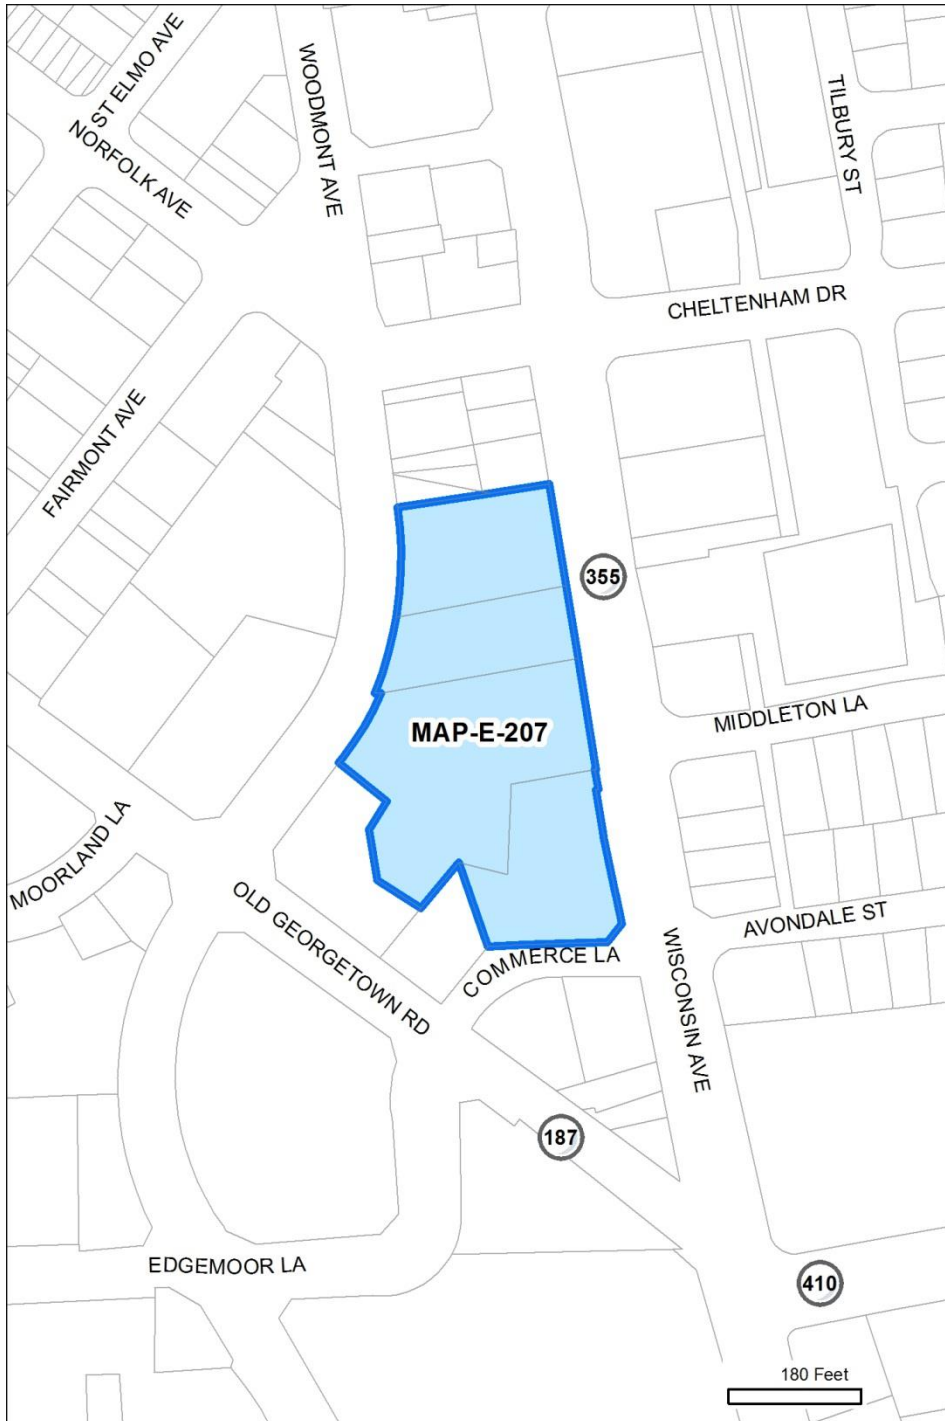 ST ELMO AVE
NORFOLK AVE
WOODMONT AVE
TILBURY ST
CHELTENHAM DR
FAIRMONT AVE
355
MIDDLETON LA
MAP-E-207
MOORLAND LA
OLD GEORGETOWN RD
AVONDALE ST
COMMERCE LA
WISCONSIN AVE
187
EDGEMOOR LA
410
180 Feet